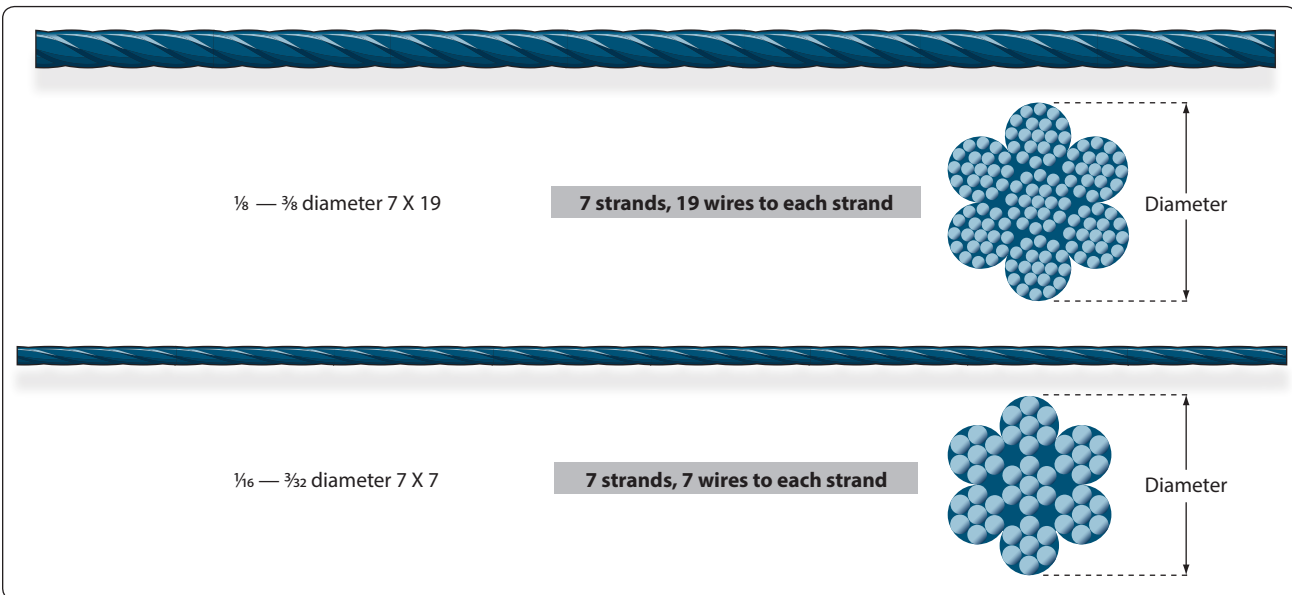 ⅛ — ⅜ diameter 7 X 19
7 strands, 19 wires to each strand
Diameter
1⁄16 — 3⁄32 diameter 7 X 7
7 strands, 7 wires to each strand
Diameter